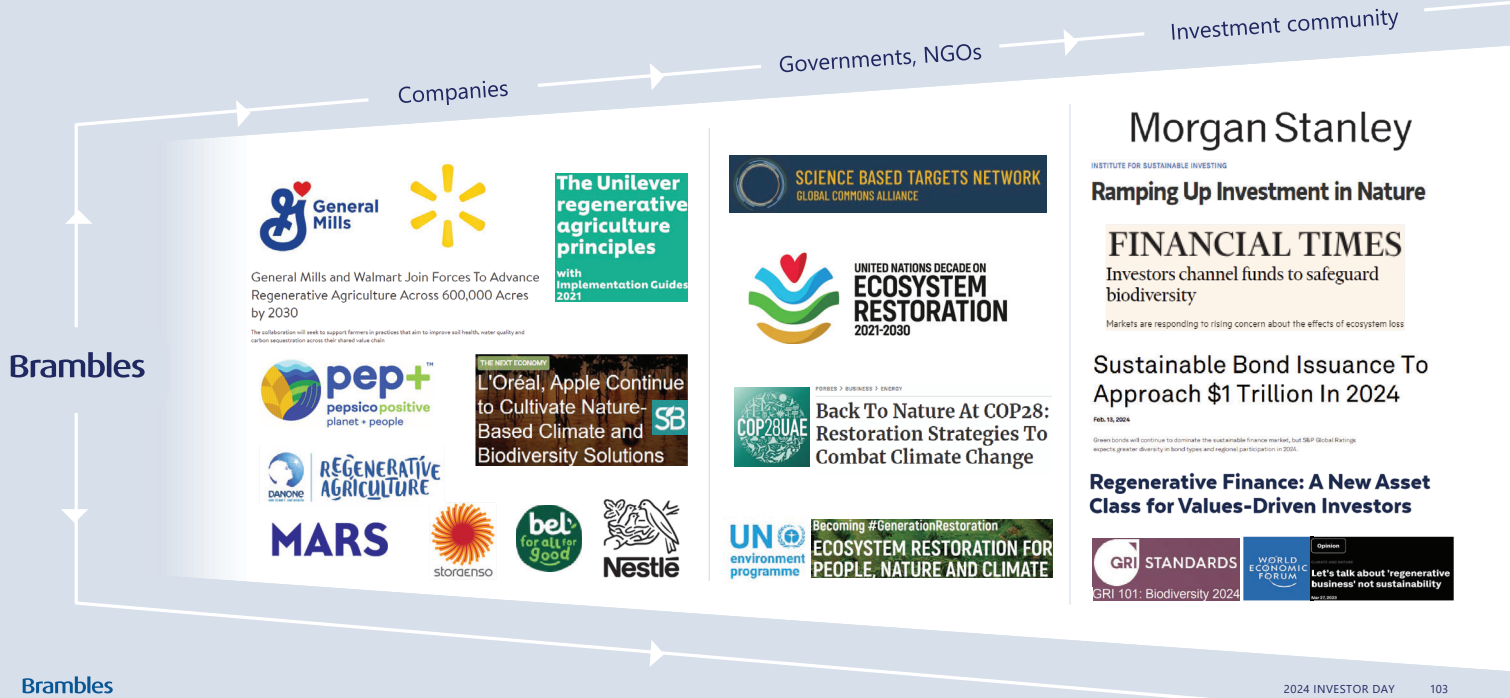 Investment community
Governments, NGOs
Companies
Brambles
General
Mills
General Mills and Walmart Join Forces To Advance
Regenerative Agriculture Across 600,000 Acres
by 2030
The collaboration will seek to support farmers in practices that aim to improve soil health, water quality and
carbon sequestration across their shared value chain
The Unilever
regenerative
agriculture
principles
with
Implementation Guides
2021
pep+™
pepsico positive
planet + people
THE NEXT ECONOMY
L'Oréal, Apple Continue
to Cultivate Nature-
Based Climate and
Biodiversity Solutions
SB
DANONE
REGENERATIVE
AGRICULTURE
MARS
storaenso
bel
for all for
good
Nestlē
SCIENCE BASED TARGETS NETWORK
GLOBAL COMMONS ALLIANCE
UNITED NATIONS DECADE ON
ECOSYSTEM
RESTORATION
2021-2030
COP28UAE
FORBES > BUSINESS > ENERGY
Back To Nature At COP28:
Restoration Strategies To
Combat Climate Change
UN
environment
programme
Becoming #GenerationRestoration
ECOSYSTEM RESTORATION FOR
PEOPLE, NATURE AND CLIMATE
Morgan Stanley
INSTITUTE FOR SUSTAINABLE INVESTING
Ramping Up Investment in Nature
FINANCIAL TIMES
Investors channel funds to safeguard
biodiversity
Markets are responding to rising concern about the effects of ecosystem loss
Sustainable Bond Issuance To
Approach $1 Trillion In 2024
Feb. 13, 2024
Green bonds will continue to dominate the sustainable finance market, but S&P Global Ratings
expects greater diversity in bond types and regional participation in 2024.
Regenerative Finance: A New Asset
Class for Values-Driven Investors
GRI STANDARDS
GRI 101: Biodiversity 2024
WORLD
ECONOMIC
FORUM
Opinion
CLIMATE AND NATURE
Let's talk about 'regenerative
business' not sustainability
Mar 27, 2023
Brambles
2024 INVESTOR DAY 103